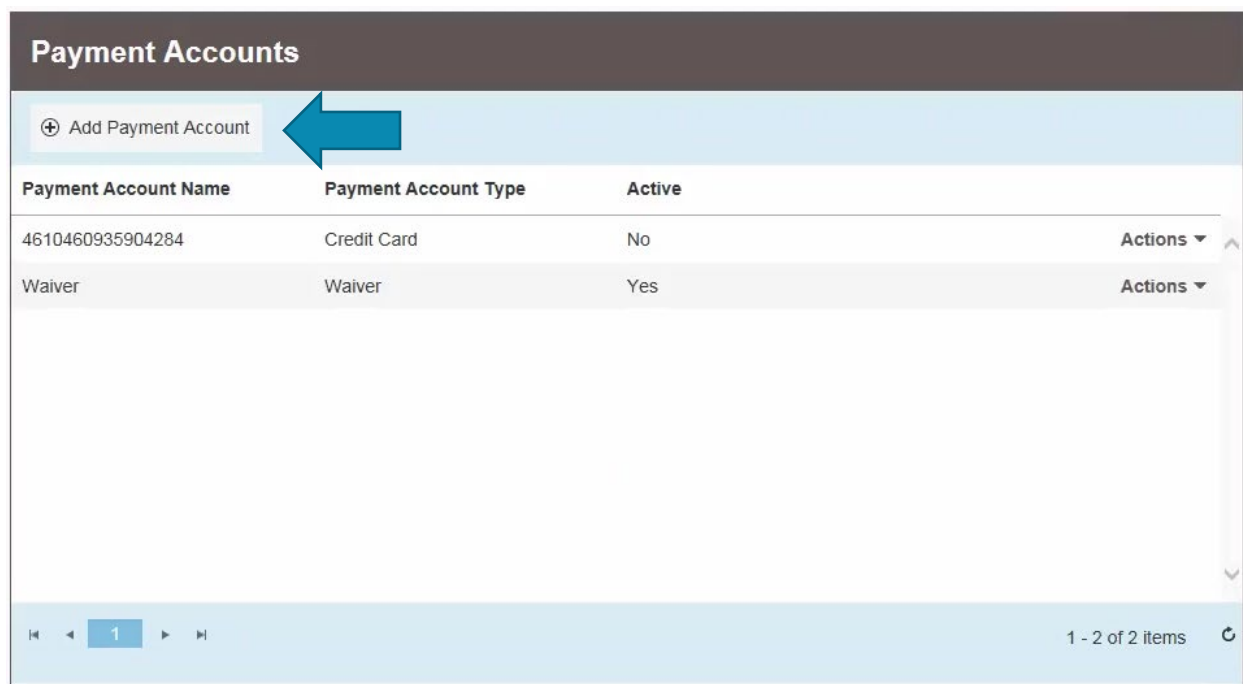 Payment Accounts
Add Payment Account
Payment Account Name Payment Account Type Active
4610460935904284 Credit Card No Actions
Waiver Waiver Yes Actions
1 1 - 2 of 2 items